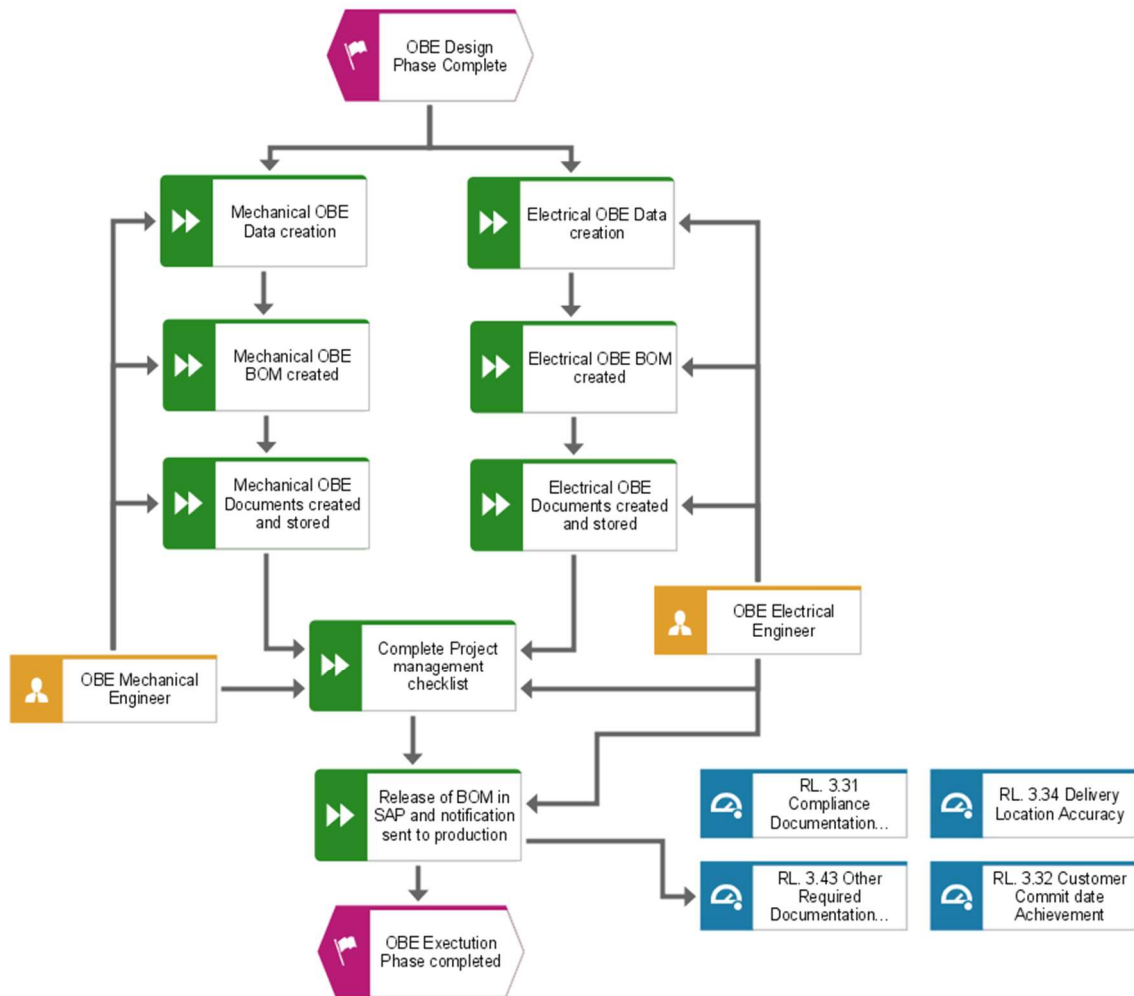 OBE Design
Phase Complete
Mechanical OBE
Data creation
Electrical OBE Data
creation
Mechanical OBE
BOM created
Electrical OBE BOM
created
Mechanical OBE
Documents created
and stored
Electrical OBE
Documents created
and stored
OBE Electrical
Engineer
Complete Project
management
checklist
OBE Mechanical
Engineer
Release of BOM in
SAP and notification
sent to production
RL. 3.31
Compliance
Documentation...
RL. 3.34 Delivery
Location Accuracy
RL. 3.43 Other
Required
Documentation...
RL. 3.32 Customer
Commit date
Achievement
OBE Exectution
Phase completed